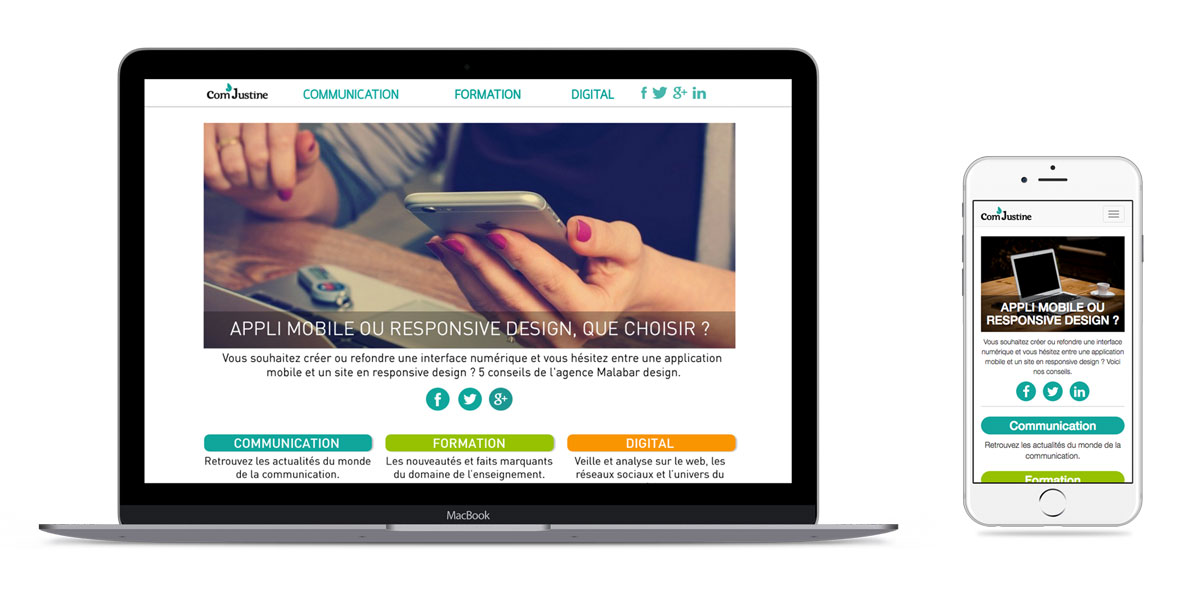 Com Justine COMMUNICATION FORMATION DIGITAL
APPLI MOBILE OU RESPONSIVE DESIGN, QUE CHOISIR ?
Vous souhaitez créer ou refondre une interface numérique et vous hésitez entre une application
mobile et un site en responsive design ? 5 conseils de l'agence Malabar design.
COMMUNICATION
Retrouvez les actualités du monde
de la communication.
FORMATION
Les nouveautés et faits marquants
du domaine de l'enseignement.
DIGITAL
Veille et analyse sur le web, les
réseaux sociaux et l'univers du
MacBook
Com Justine
APPLI MOBILE OU
RESPONSIVE DESIGN ?
Vous souhaitez créer ou refondre une interface
numérique et vous hésitez entre une application
mobile et un site en responsive design ? Voici
nos conseils.
Communication
Retrouvez les actualités du monde de la
communication.
Formation